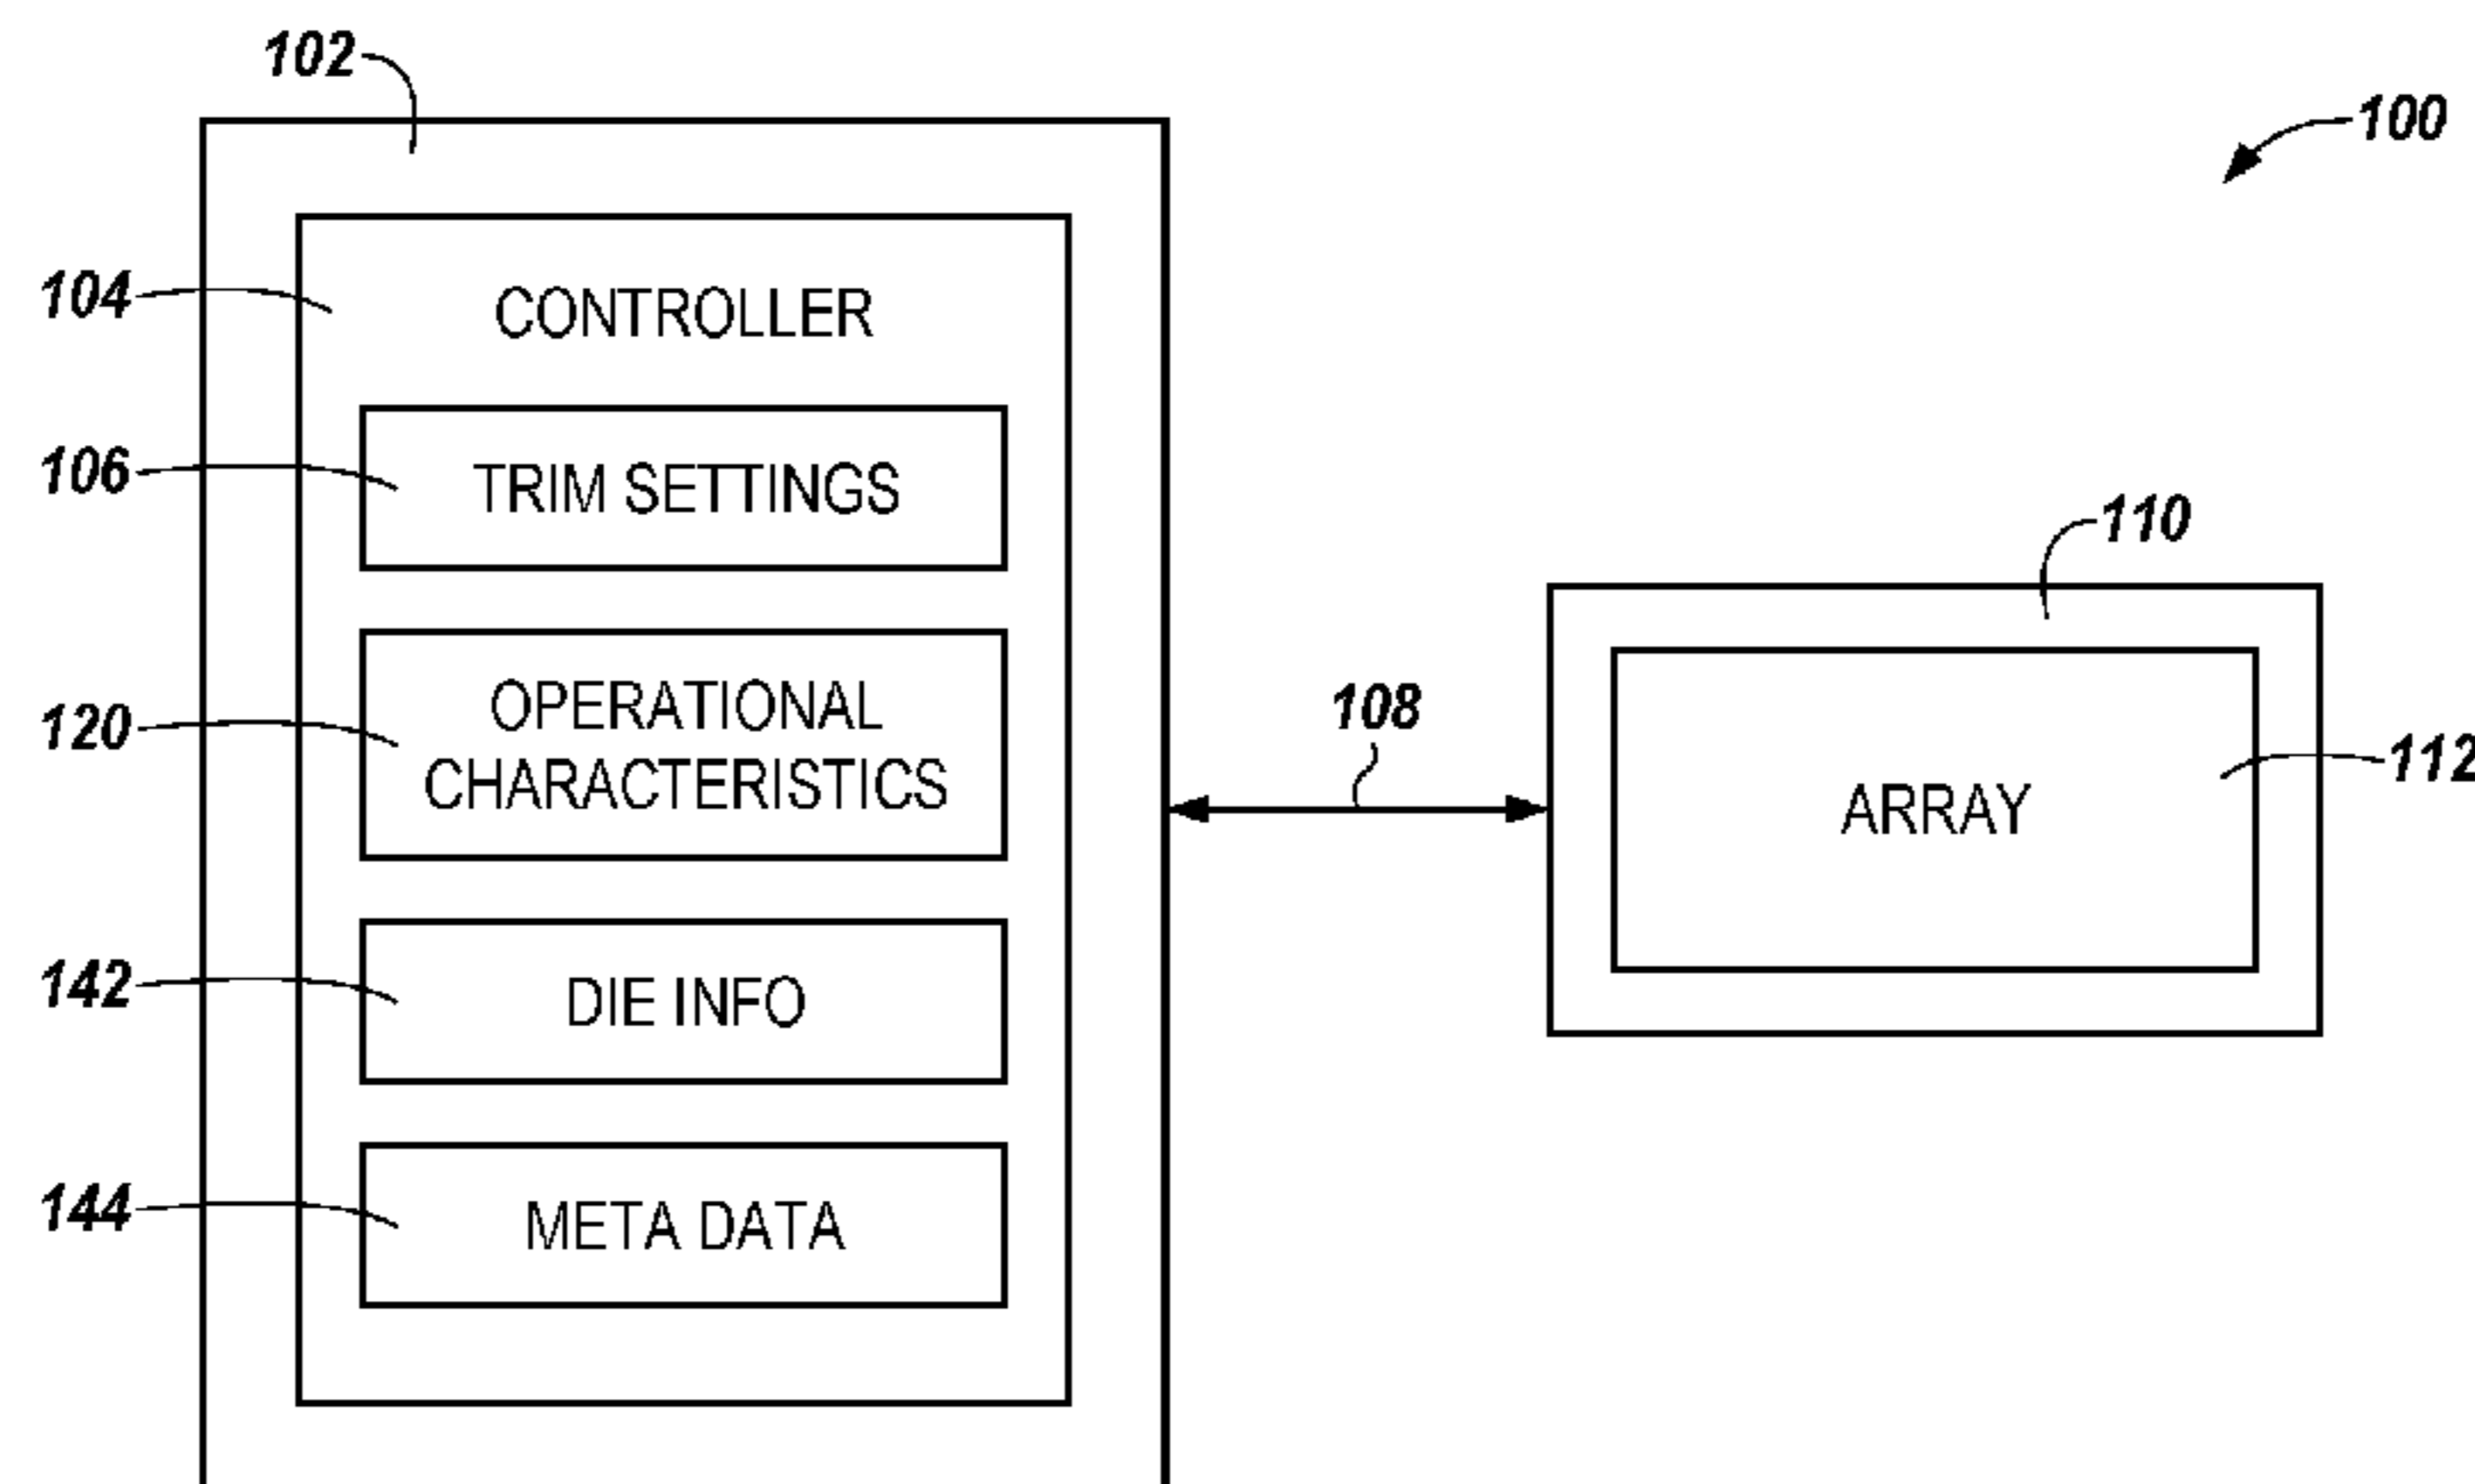 102
100
104
CONTROLLER
106
TRIM SETTINGS
110
120
OPERATIONAL
CHARACTERISTICS
108
112
ARRAY
142
DIE INFO
144
META DATA